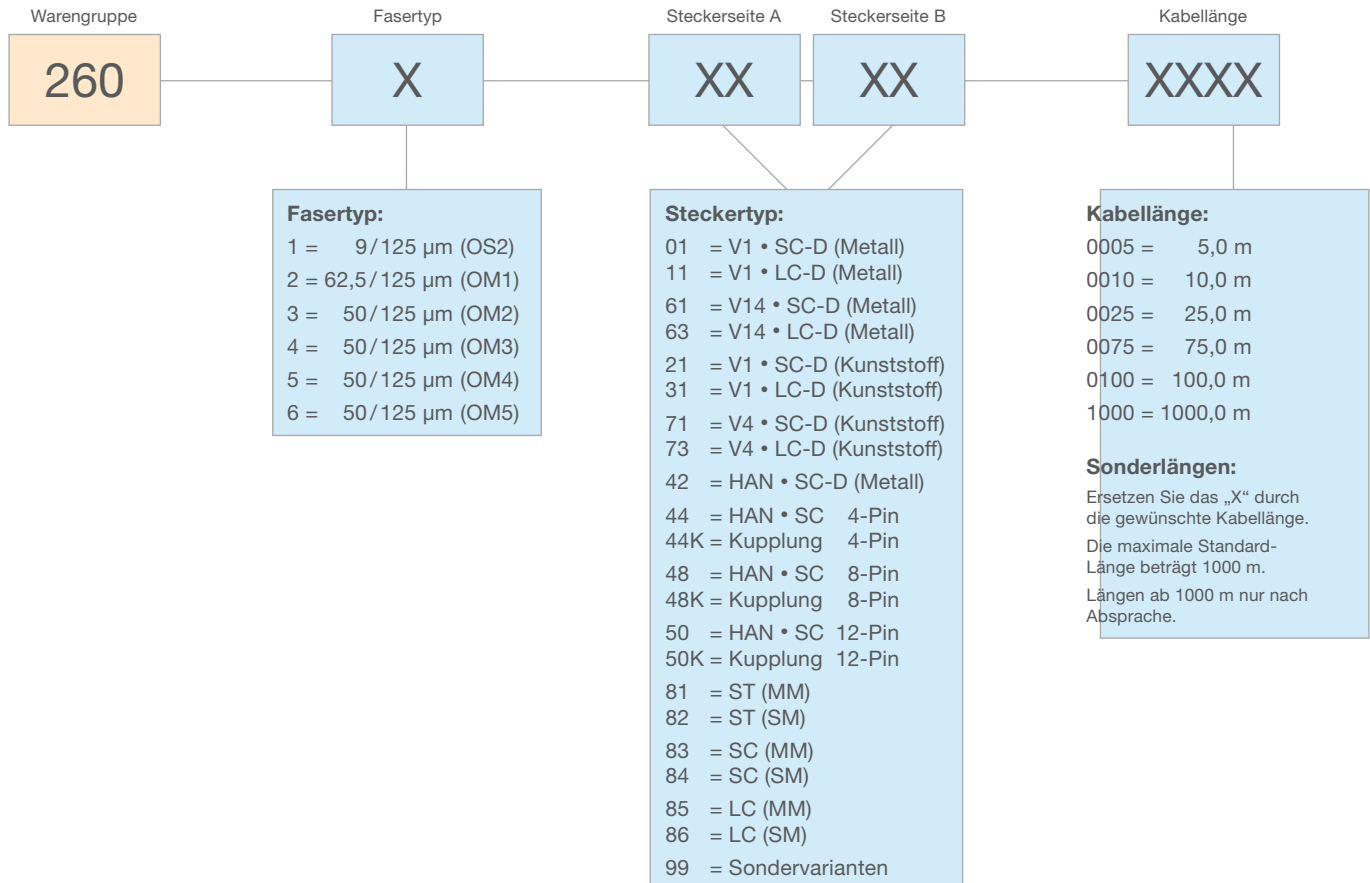 Warengruppe
Fasertyp
Steckerseite A
Steckerseite B
Kabellänge
260
X
XX
XX
XXXX
Fasertyp:
1 = 9/125 µm (OS2)
2 = 62,5/125 µm (OM1)
3 = 50/125 µm (OM2)
4 = 50/125 µm (OM3)
5 = 50/125 µm (OM4)
6 = 50/125 µm (OM5)
Steckertyp:
01 = V1 • SC-D (Metall)
11 = V1 • LC-D (Metall)
61 = V14 • SC-D (Metall)
63 = V14 • LC-D (Metall)
21 = V1 • SC-D (Kunststoff)
31 = V1 • LC-D (Kunststoff)
71 = V4 • SC-D (Kunststoff)
73 = V4 • LC-D (Kunststoff)
42 = HAN • SC-D (Metall)
44 = HAN • SC 4-Pin
44K = Kupplung 4-Pin
48 = HAN • SC 8-Pin
48K = Kupplung 8-Pin
50 = HAN • SC 12-Pin
50K = Kupplung 12-Pin
81 = ST (MM)
82 = ST (SM)
83 = SC (MM)
84 = SC (SM)
85 = LC (MM)
86 = LC (SM)
99 = Sondervarianten
Kabellänge:
0005 = 5,0 m
0010 = 10,0 m
0025 = 25,0 m
0075 = 75,0 m
0100 = 100,0 m
1000 = 1000,0 m
Sonderlängen:
Ersetzen Sie das „X“ durch
die gewünschte Kabellänge.
Die maximale Standard-
Länge beträgt 1000 m.
Längen ab 1000 m nur nach
Absprache.